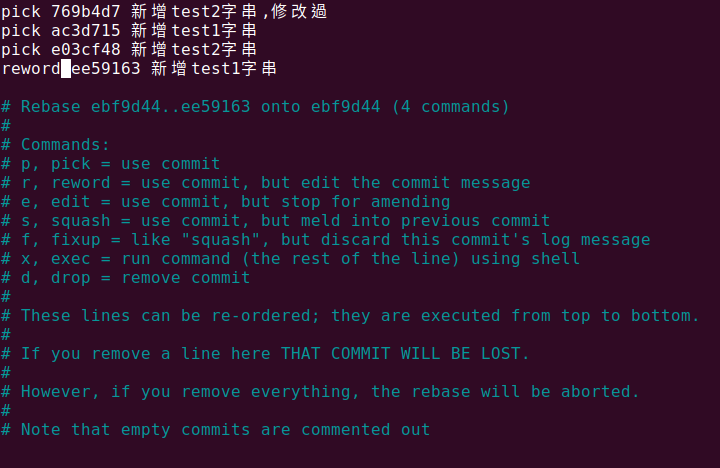 pick 769b4d7 新增test2字串,修改過
pick ac3d715 新增test1字串
pick e03cf48 新增test2字串
reword ee59163 新增test1字串
# Rebase ebf9d44..ee59163 onto ebf9d44 (4 commands)
#
# Commands:
# p, pick = use commit
# r, reword = use commit, but edit the commit message
# e, edit = use commit, but stop for amending
# s, squash = use commit, but meld into previous commit
# f, fixup = like "squash", but discard this commit's log message
# x, exec = run command (the rest of the line) using shell
# d, drop = remove commit
#
# These lines can be re-ordered; they are executed from top to bottom.
#
# If you remove a line here THAT COMMIT WILL BE LOST.
#
# However, if you remove everything, the rebase will be aborted.
#
# Note that empty commits are commented out